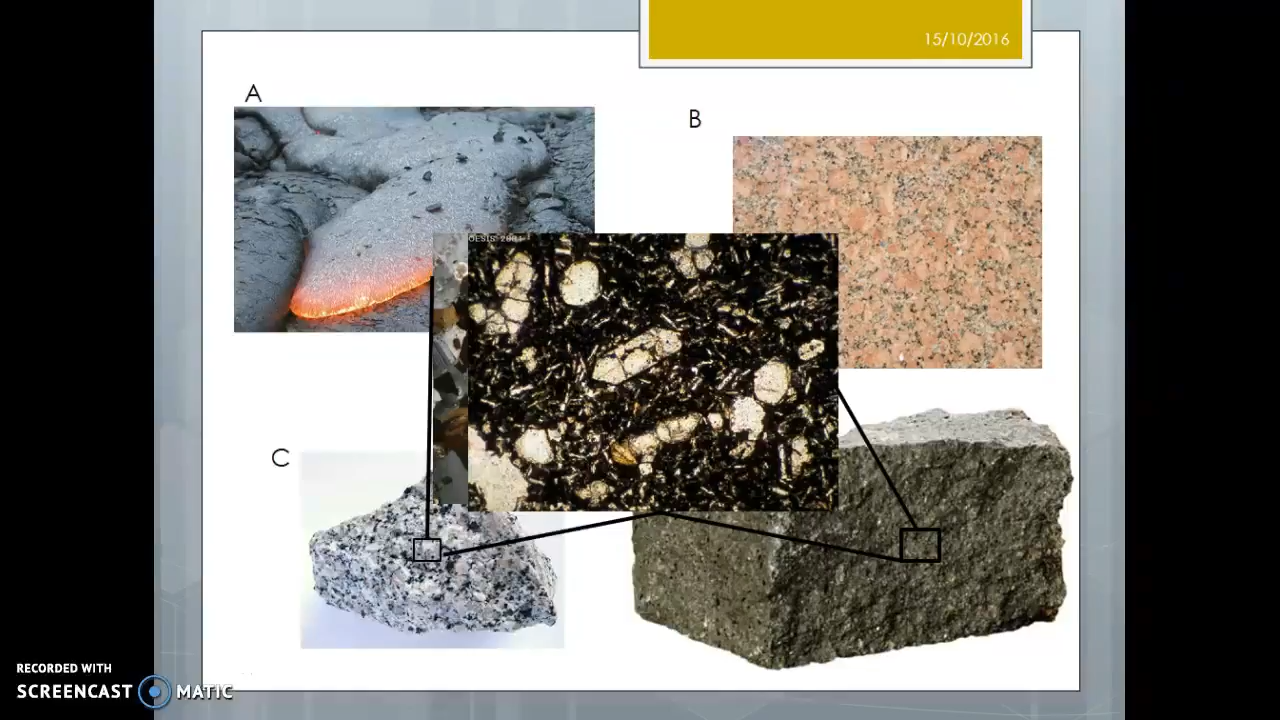 15/10/2016
A
B
C
RECORDED WITH
SCREENCAST MATIC